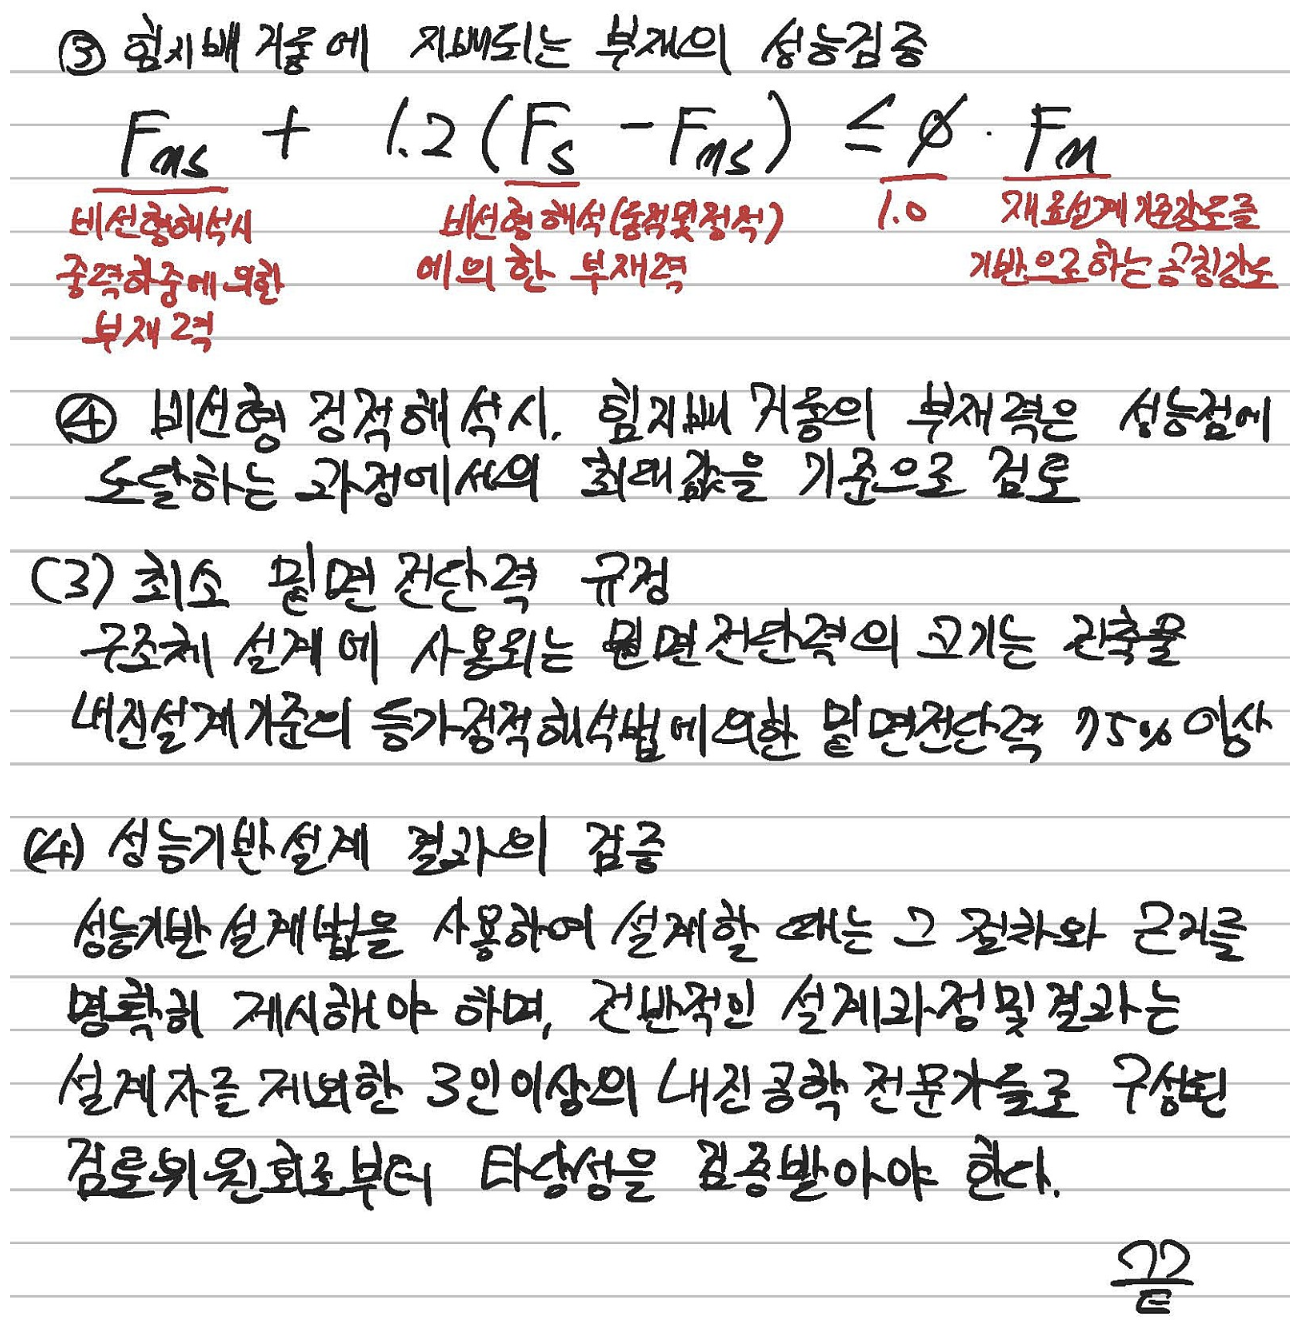 ③ 힘지배 거동에 지배되는 부재의 성능검증
Fns + 1.2 (Fs - Fns) ≤ ø · Fn
비선형해석시 중력하중에 의한 부재력
비선형해석(동적및정적)에 의한 부재력
1.0
재료설계기준강도를 기반으로하는 공칭강도
④ 비선형 정적해석시, 힘지배 거동의 부재력은 성능점에
도달하는 과정에서의 최대값을 기준으로 검토
(3) 최소 밑면 전단력 규정
구조체 설계에 사용되는 밑면전단력의 크기는 건축물
내진설계기준의 등가정적해석법에의한 밑면전단력 75% 이상
(4) 성능기반설계 결과의 검증
성능기반설계법을 사용하여 설계할 때는 그 절차와 근거를
명확히 제시해야 하며, 전반적인 설계과정및결과는
설계자를 제외한 3인이상의 내진공학 전문가들로 구성된
검토위원회로부터 타당성을 검증받아야 한다.
끝